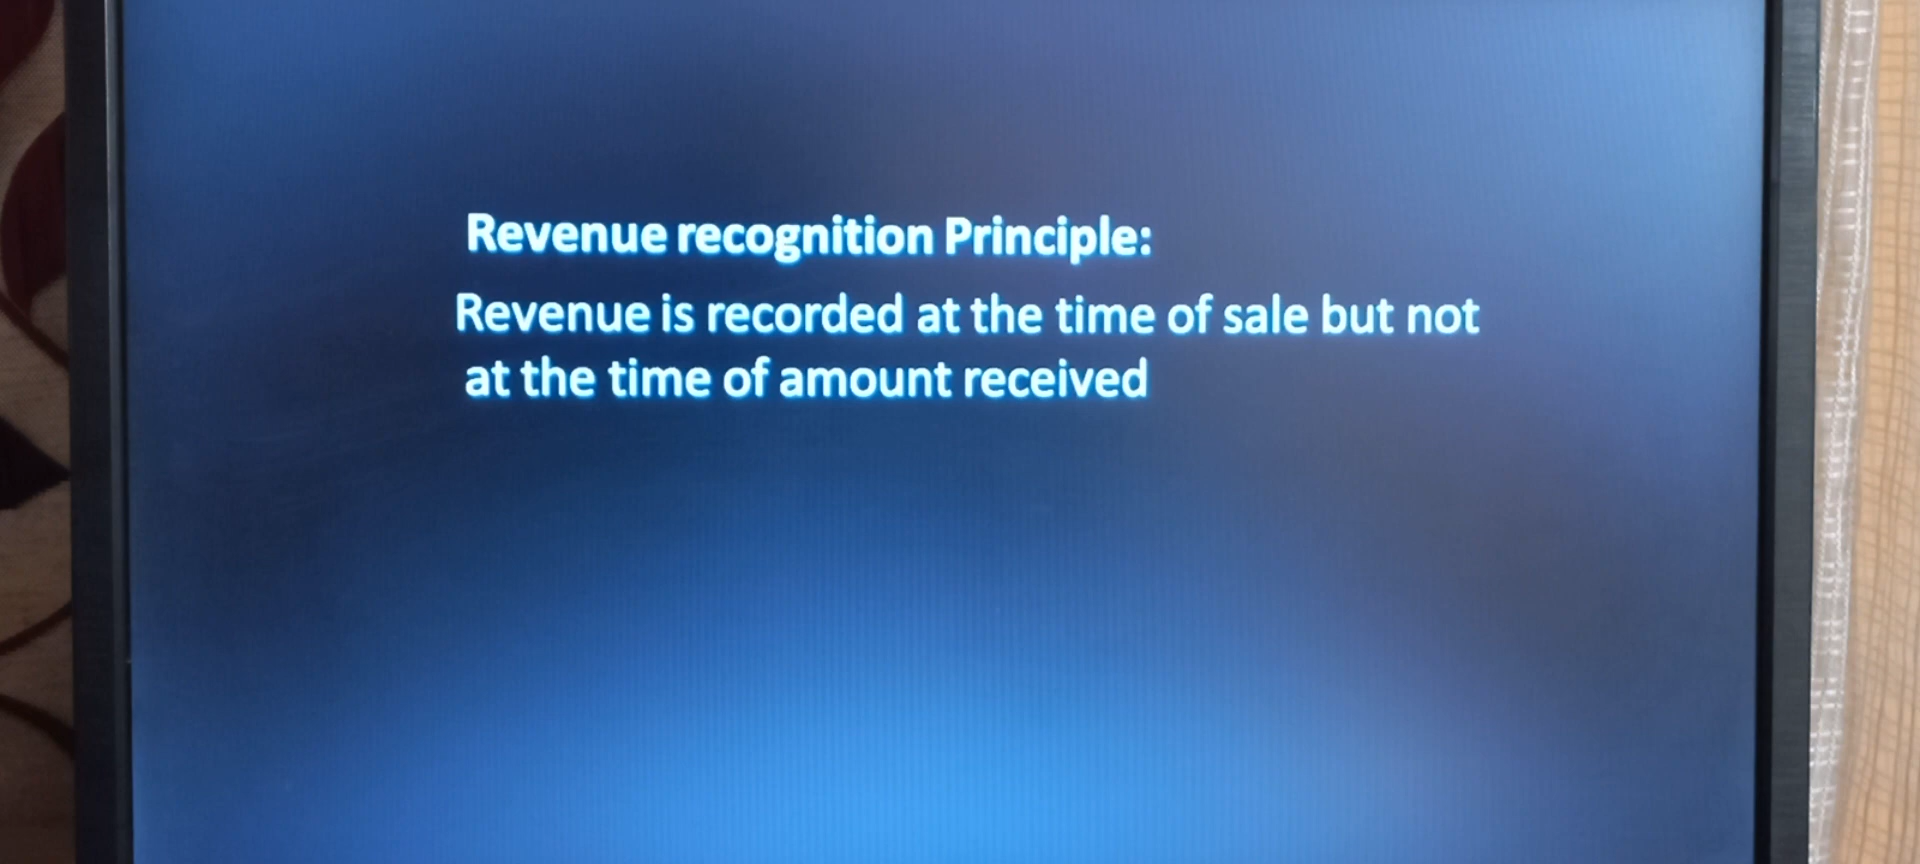 Revenue recognition Principle:
Revenue is recorded at the time of sale but not
at the time of amount received